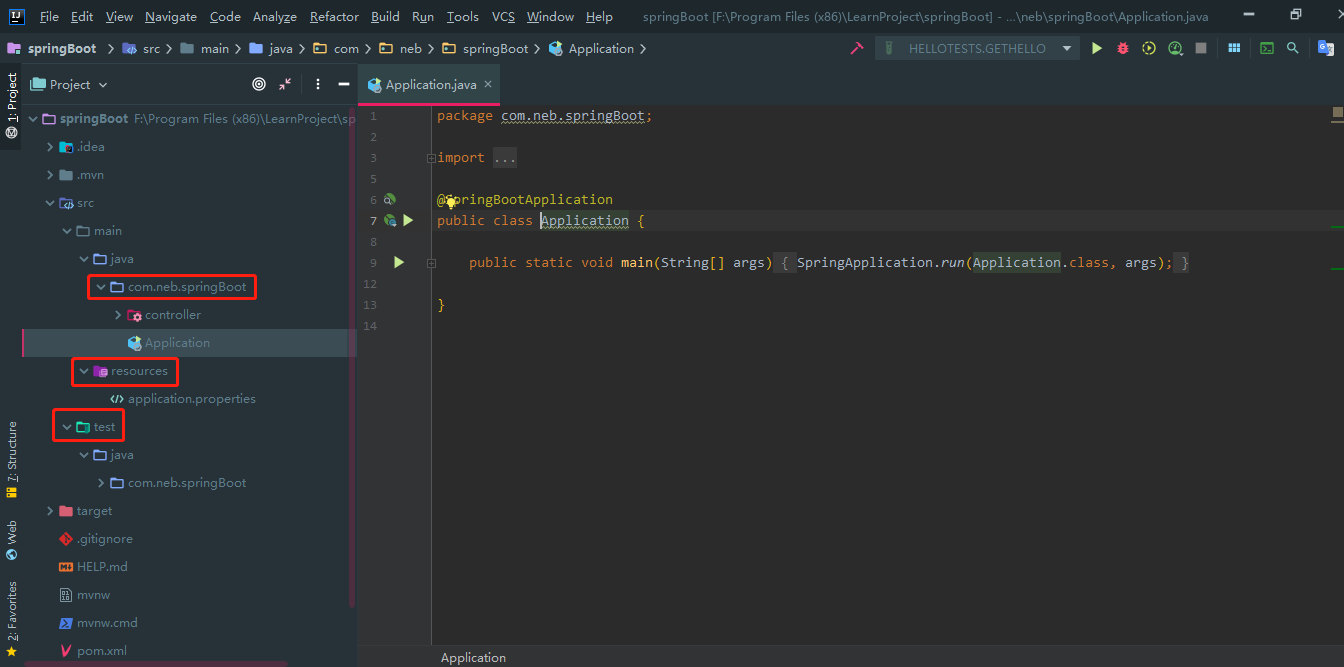 File Edit View Navigate Code Analyze Refactor Build Run Tools VCS Window Help springBoot [F:\Program Files (x86)\LearnProject\springBoot] - ...\neb\springBoot\Application.java
springBoot src main java com neb springBoot Application HELLOTESTS.GETHELLO
Project
Application.java
1: Project
springBoot F:\Program Files (x86)\LearnProject\sp
.idea
.mvn
src
main
java
com.neb.springBoot
controller
Application
resources
application.properties
test
java
com.neb.springBoot
target
.gitignore
HELP.md
mvnw
mvnw.cmd
pom.xml
7: Structure
Web
2: Favorites
1 package com.neb.springBoot;
2
3 import ...
5
6 @SpringBootApplication
7 public class Application {
8
9 public static void main(String[] args) { SpringApplication.run(Application.class, args); }
12
13 }
14
Application